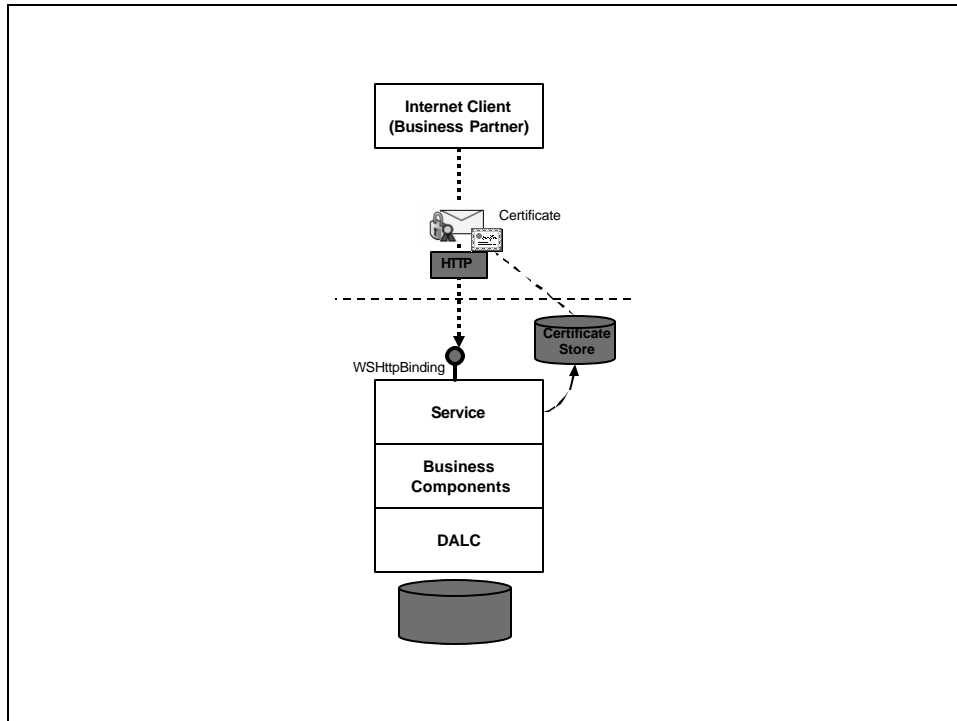 Internet Client
(Business Partner)
Certificate
HTTP
Certificate
Store
WSHttpBinding
Service
Business
Components
DALC